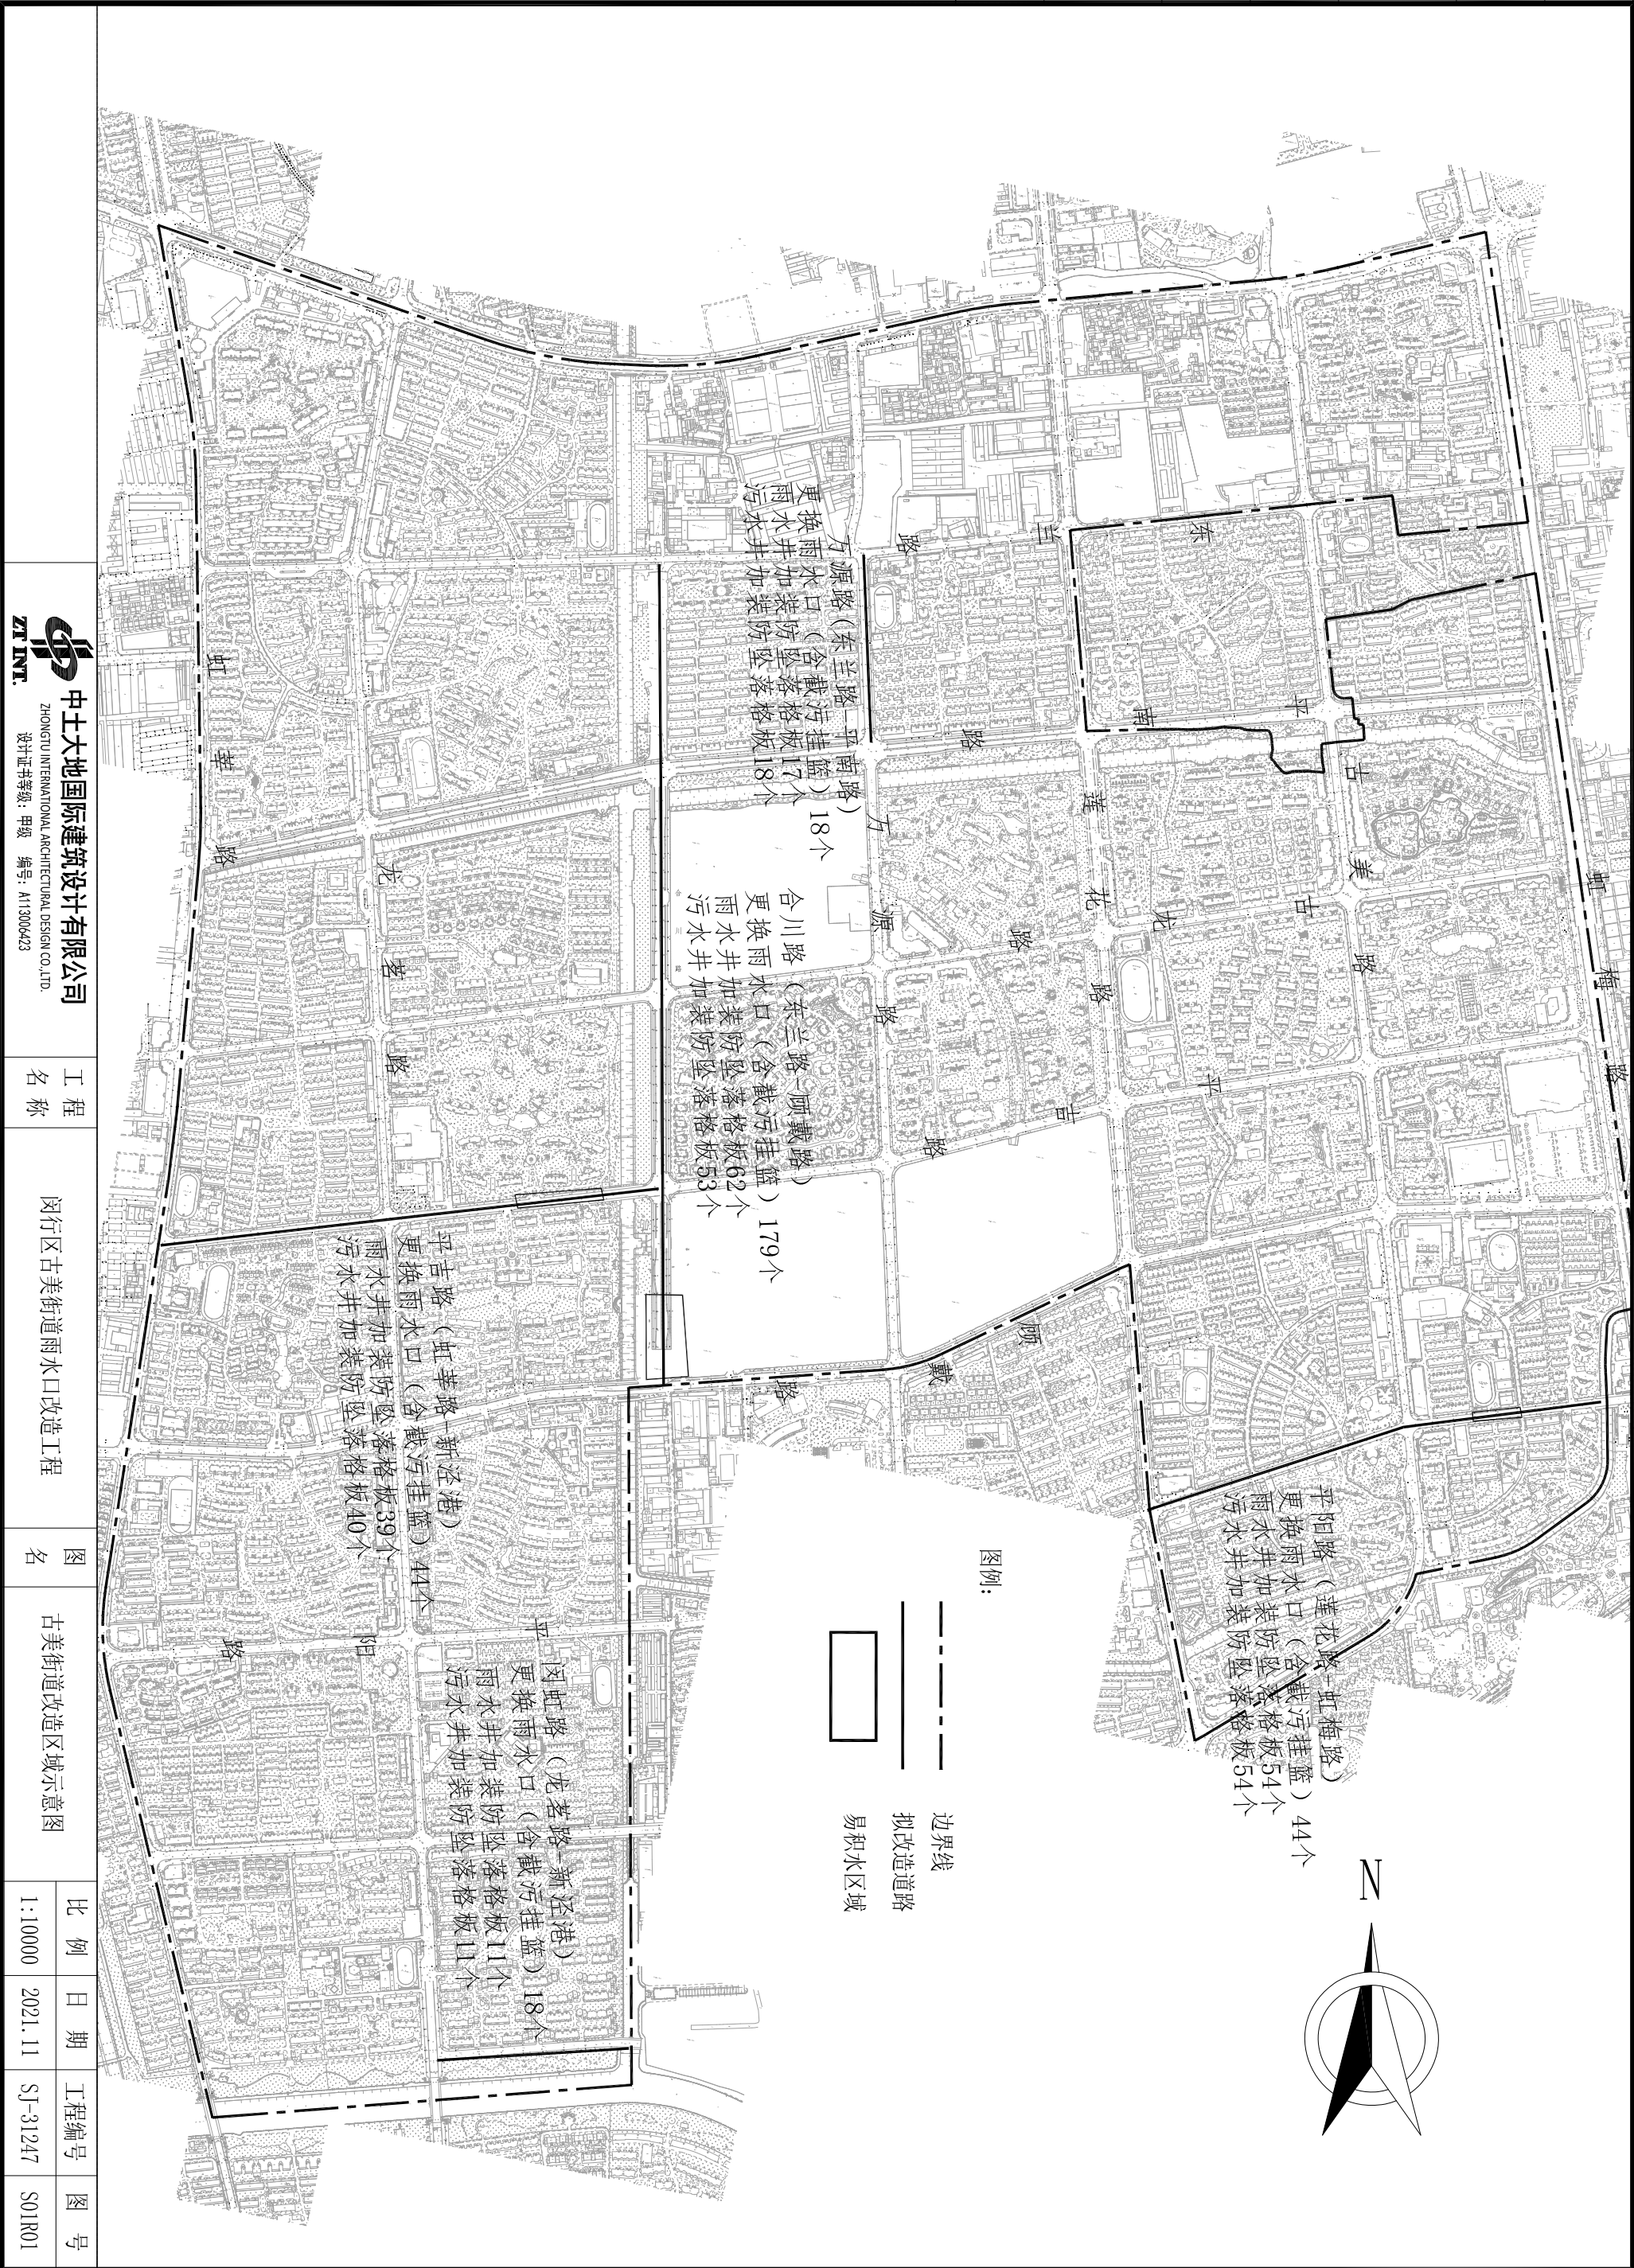 万源路（东兰路-平南路）
更换雨水口（含截污挂篮）18个
雨水井加装防坠落格板17个
污水井加装防坠落格板18个
合川路（东兰路-顾戴路）
更换雨水口（含截污挂篮）179个
雨水井加装防坠落格板62个
污水井加装防坠落格板53个
平吉路（虹莘路-新泾港）
更换雨水口（含截污挂篮）44个
雨水井加装防坠落格板39个
污水井加装防坠落格板40个
闵虹路（龙茗路-新泾港）
更换雨水口（含截污挂篮）18个
雨水井加装防坠落格板11个
污水井加装防坠落格板11个
平阳路（莲花路-虹梅路）
更换雨水口（含截污挂篮）44个
雨水井加装防坠落格板54个
污水井加装防坠落格板54个
虹梅路
古美路
东兰路
平南路
莲花路
龙
古
路
平
吉
路
万源路
顾戴路
龙茗路
虹莘路
平
阳
路
合川路
图例:
边界线
拟改造道路
易积水区域
N
ZT INT.
中土大地国际建筑设计有限公司
ZHONGTU INTERNATIONAL ARCHITECTURAL DESIGN CO.,LTD.
设计证书等级: 甲级 编号: A113006423
工程名称
闵行区古美街道雨水口改造工程
图名
古美街道改造区域示意图
比例
1:10000
日期
2021.11
工程编号
SJ-31247
图号
S01R01